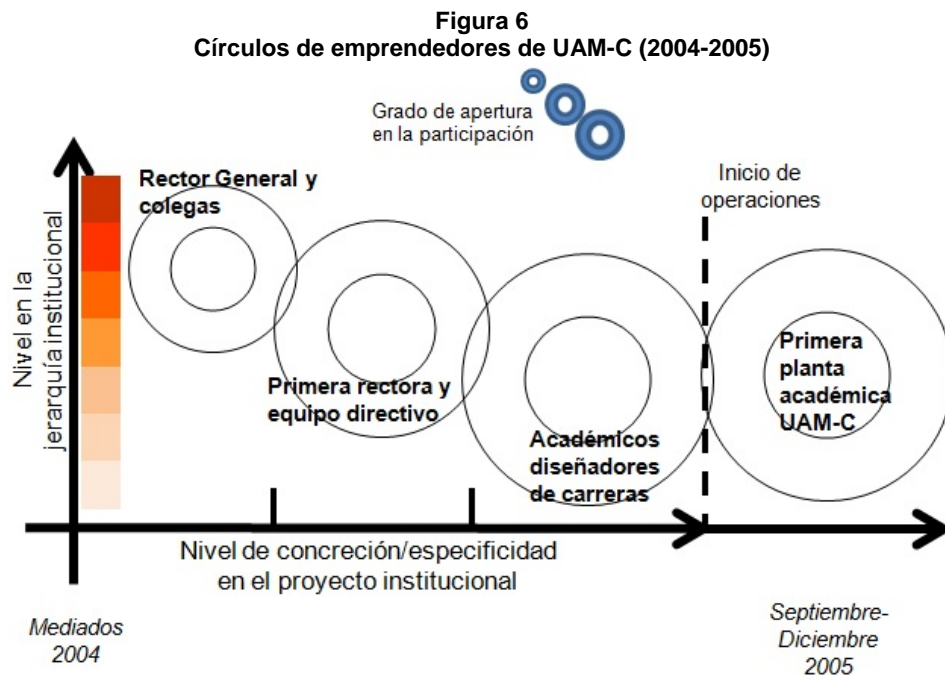 Figura 6
Círculos de emprendedores de UAM-C (2004-2005)
Grado de apertura
en la participación
Rector General y
colegas
Inicio de
operaciones
Nivel en la
jerarquía institucional
Primera rectora y
equipo directivo
Académicos
diseñadores
de carreras
Primera
planta
académica
UAM-C
Nivel de concreción/especificidad
en el proyecto institucional
Mediados
2004
Septiembre-
Diciembre
2005